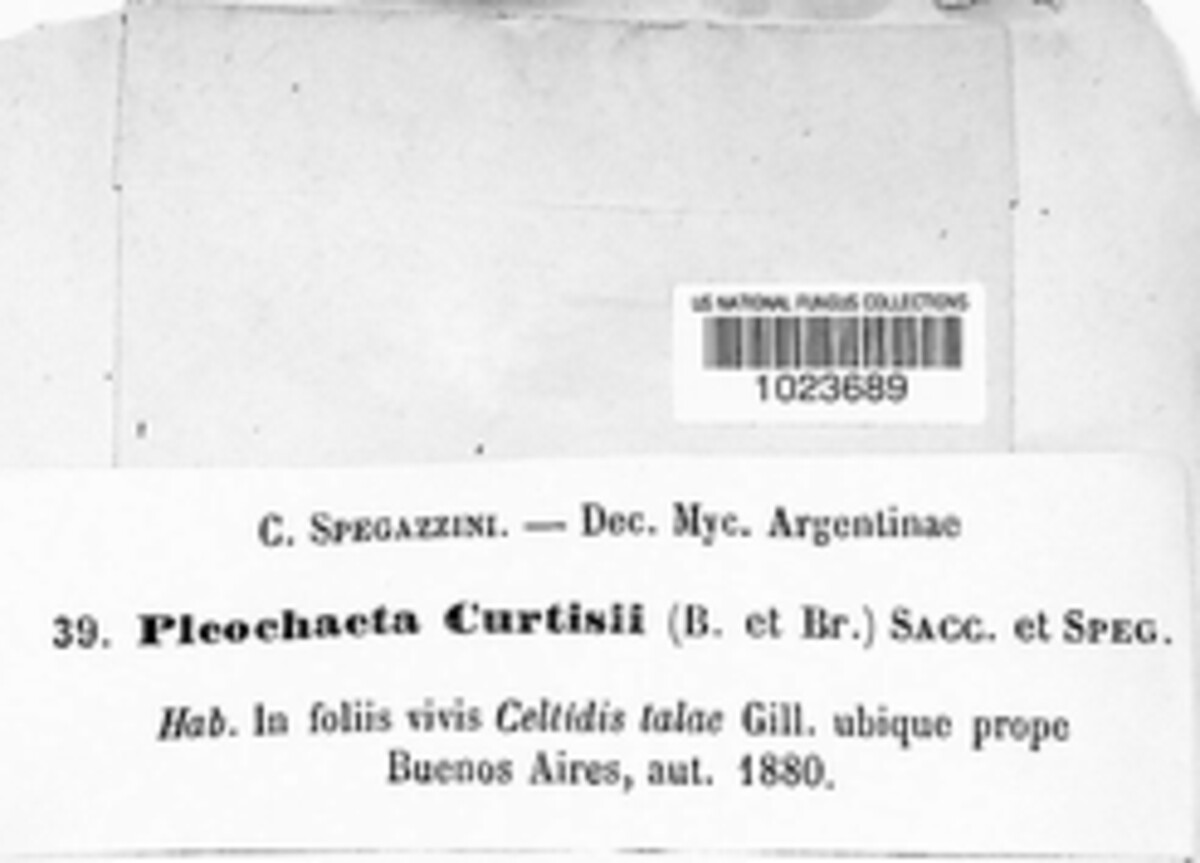 US NATIONAL FUNGUS COLLECTIONS
1023689
C. SPEGAZZINI. — Dec. Myc. Argentinae
39. Pleochaeta Curtisii (B. et Br.) SACC. et SPEG.
Hab. In foliis vivis Celtidis talae Gill. ubique prope
Buenos Aires, aut. 1880.